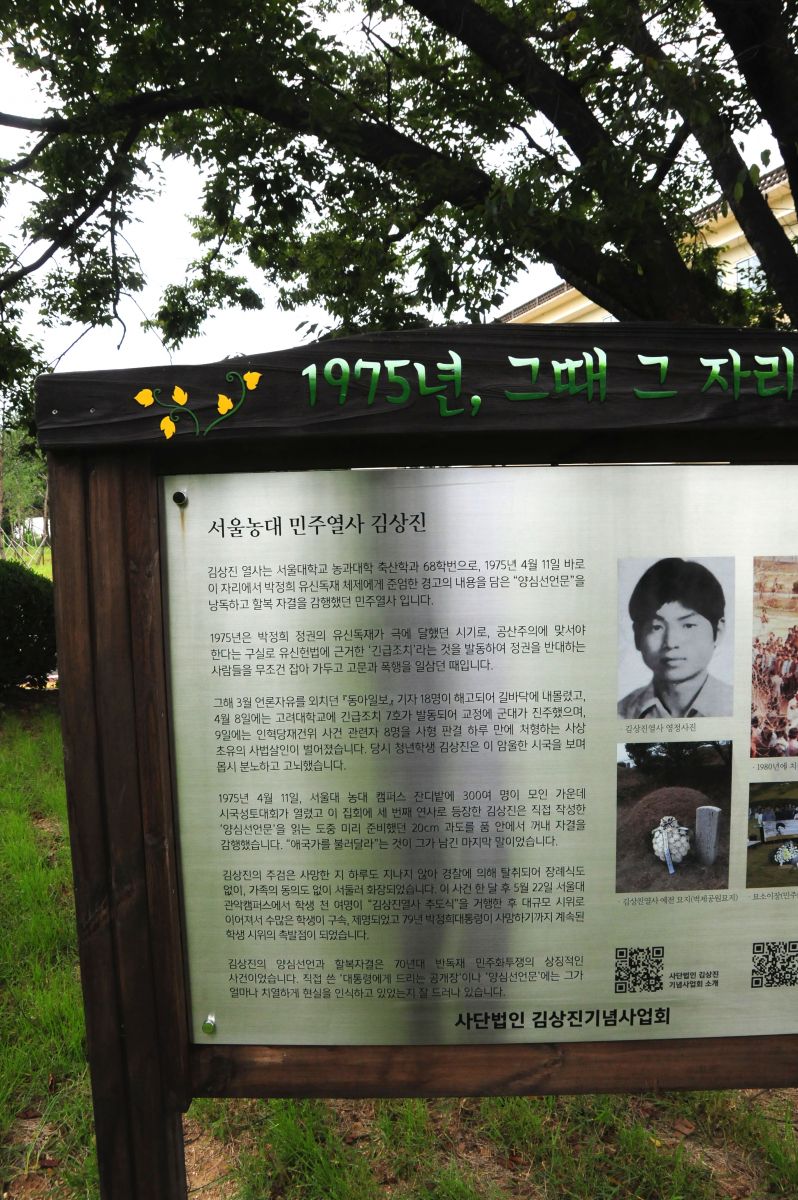 1975년, 그때 그 자리
서울농대 민주열사 김상진
김상진 열사는 서울대학교 농과대학 축산학과 68학번으로, 1975년 4월 11일 바로
이 자리에서 박정희 유신독재 체제에게 준엄한 경고의 내용을 담은 “양심선언문”을
낭독하고 할복 자결을 감행했던 민주열사 입니다.
1975년은 박정희 정권의 유신독재가 극에 달했던 시기로, 공산주의에 맞서야
한다는 구실로 유신헌법에 근거한 ‘긴급조치’라는 법을 발동하여 정권을 반대하는
사람들을 무조건 잡아 가두고 고문과 폭행을 일삼던 때입니다.
그해 3월 언론자유를 외치던 『동아일보』 기자 18명이 해고되어 길바닥에 내몰렸고,
4월 8일에는 고려대학교에 긴급조치 7호가 발동되어 교정에 군대가 진주했으며,
9일에는 인혁당재건위 사건 관련자 8명을 사형 판결 하루 만에 처형하는 사상
초유의 사법살인이 벌어졌습니다. 당시 청년학생 김상진은 이 암울한 시국을 보며
몹시 분노하고 고뇌했습니다.
1975년 4월 11일, 서울대 농대 캠퍼스 잔디밭에 300여 명이 모인 가운데
시국성토대회가 열렸고 이 집회에 세 번째 연사로 등장한 김상진은 직접 작성한
‘양심선언문’을 읽는 도중 미리 준비했던 20cm 과도를 품 안에서 꺼내 자결을
감행했습니다. “애국가를 불러달라”는 것이 그가 남긴 마지막 말이었습니다.
김상진의 주검은 사망한 지 하루도 지나지 않아 경찰에 의해 탈취되어 장례식도
없이, 가족의 동의도 없이 서둘러 화장되었습니다. 이 사건 한 달 후 5월 22일 서울대
관악캠퍼스에서 학생 천 여명이 “김상진열사 추도식”을 거행한 후 대규모 시위로
이어져서 수많은 학생이 구속, 제명되었고 79년 박정희대통령이 사망하기까지 계속된
학생 시위의 촉발점이 되었습니다.
김상진의 양심선언과 할복자결은 70년대 반독재 민주화투쟁의 상징적인
사건이었습니다. 직접 쓴 ‘대통령에게 드리는 공개장’이나 ‘양심선언문’에는 그가
얼마나 치열하게 현실을 인식하고 있었는지 잘 드러나 있습니다.
· 김상진열사 영정사진
· 1980년에 치
· 김상진열사 예전 묘지(벽제공원묘지)
· 묘소이장(민주
사단법인 김상진
기념사업회 소개
사단법인 김상진기념사업회